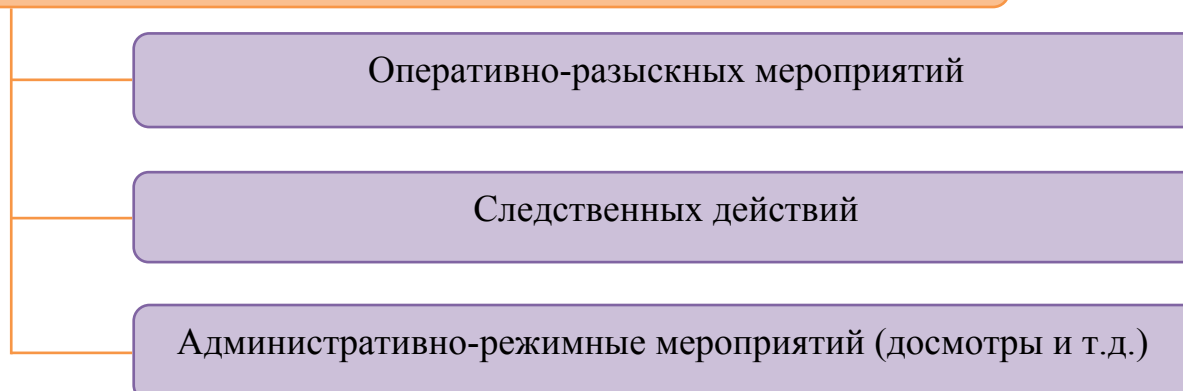 Оперативно-разыскных мероприятий
Следственных действий
Административно-режимные мероприятий (досмотры и т.д.)